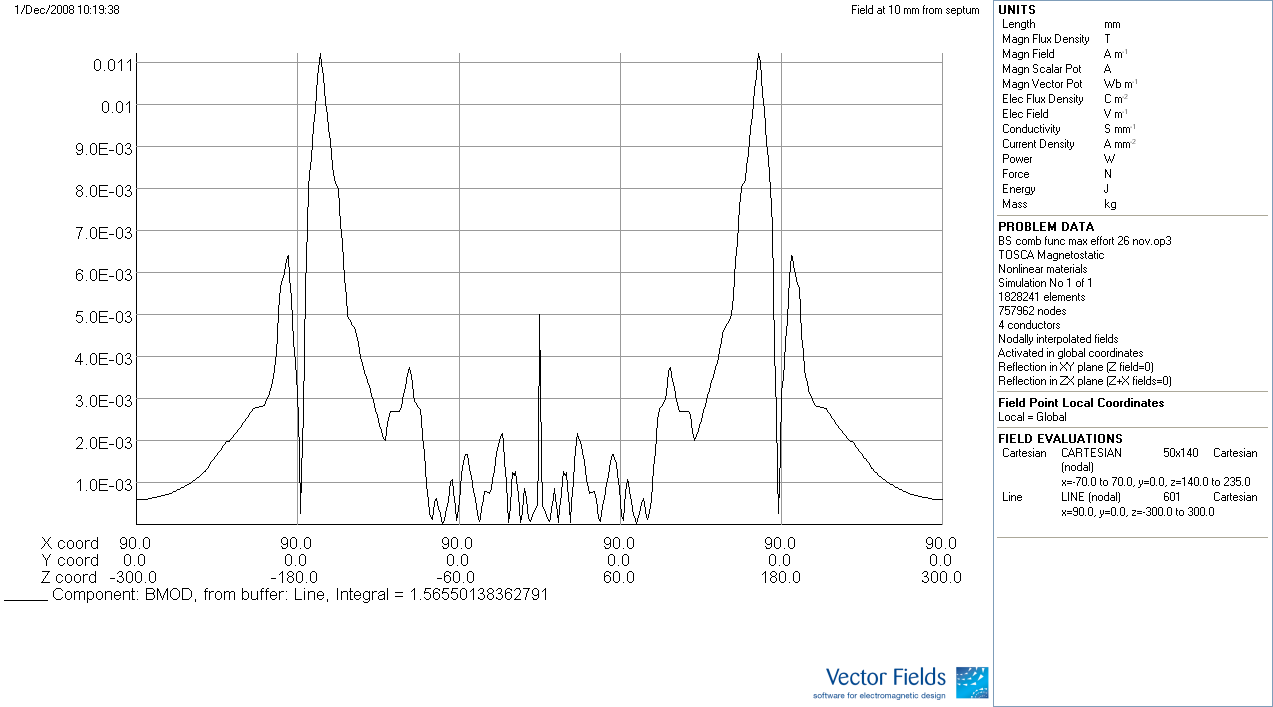 1/Dec/2008 10:19:38
Field at 10 mm from septum
0.011
0.01
9.0E-03
8.0E-03
7.0E-03
6.0E-03
5.0E-03
4.0E-03
3.0E-03
2.0E-03
1.0E-03
X coord 90.0 90.0 90.0 90.0 90.0 90.0
Y coord 0.0 0.0 0.0 0.0 0.0 0.0
Z coord -300.0 -180.0 -60.0 60.0 180.0 300.0
Component: BMOD, from buffer: Line, Integral = 1.56550138362791
Vector Fields
software for electromagnetic design
UNITS
Length mm
Magn Flux Density T
Magn Field A m⁻¹
Magn Scalar Pot A
Magn Vector Pot Wb m⁻¹
Elec Flux Density C m⁻²
Elec Field V m⁻¹
Conductivity S mm⁻¹
Current Density A mm⁻²
Power W
Force N
Energy J
Mass kg
PROBLEM DATA
BS comb func max effort 26 nov.op3
TOSCA Magnetostatic
Nonlinear materials
Simulation No 1 of 1
1828241 elements
757962 nodes
4 conductors
Nodally interpolated fields
Activated in global coordinates
Reflection in XY plane (Z field=0)
Reflection in ZX plane (Z+X fields=0)
Field Point Local Coordinates
Local = Global
FIELD EVALUATIONS
Cartesian CARTESIAN 50x140 Cartesian
(nodal)
x=-70.0 to 70.0, y=0.0, z=140.0 to 235.0
Line LINE (nodal) 601 Cartesian
x=90.0, y=0.0, z=-300.0 to 300.0